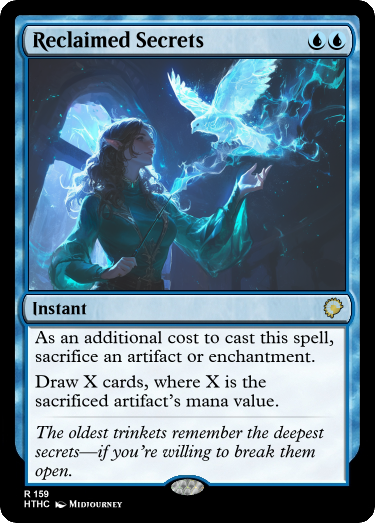 Reclaimed Secrets
Instant
As an additional cost to cast this spell,
sacrifice an artifact or enchantment.
Draw X cards, where X is the
sacrificed artifact's mana value.
The oldest trinkets remember the deepest
secrets—if you're willing to break them
open.
R 159
HTHC Midjourney